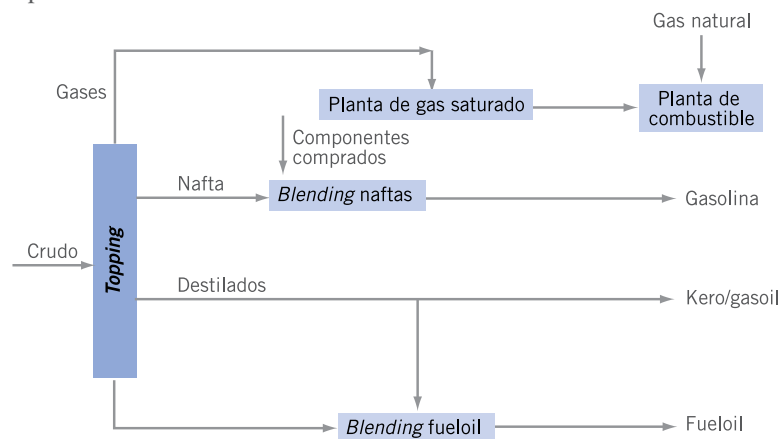 Gas natural
Gases
Planta de gas saturado
Planta de
combustible
Componentes
comprados
Nafta
Blending naftas
Gasolina
Topping
Crudo
Destilados
Kero/gasoil
Blending fueloil
Fueloil